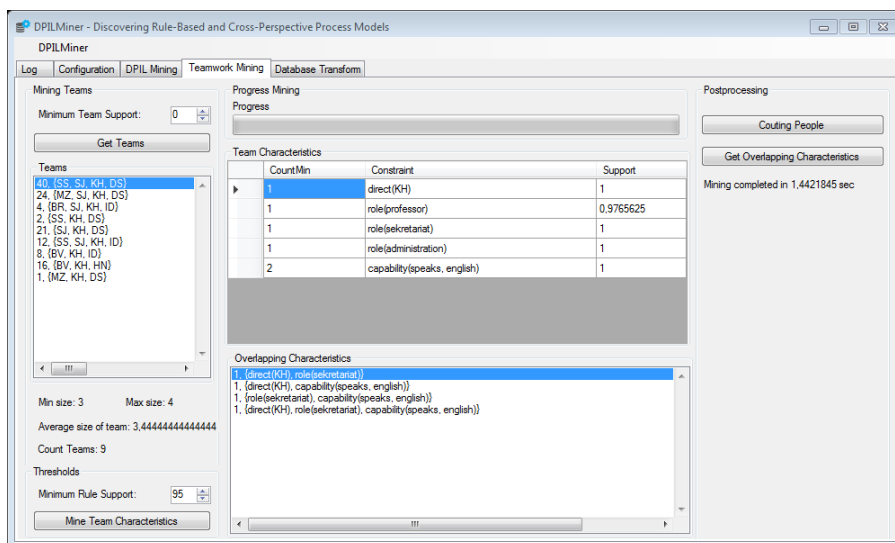 DPILMiner - Discovering Rule-Based and Cross-Perspective Process Models
DPILMiner
Log Configuration DPIL Mining Teamwork Mining Database Transform
Mining Teams
Minimum Team Support: 0
Get Teams
Teams
40, {SS, SJ, KH, DS}
24, {MZ, SJ, KH, DS}
4, {BR, SJ, KH, ID}
2, {SS, KH, DS}
21, {SJ, KH, DS}
12, {SS, SJ, KH, ID}
8, {BV, KH, ID}
16, {BV, KH, HN}
1, {MZ, KH, DS}
Min size: 3 Max size: 4
Average size of team: 3,44444444444444
Count Teams: 9
Thresholds
Minimum Rule Support: 95
Mine Team Characteristics
Progress Mining
Progress
Team Characteristics
CountMin Constraint Support
1 direct(KH) 1
1 role(professor) 0,9765625
1 role(sekretariat) 1
1 role(administration) 1
2 capability(speaks, english) 1
Overlapping Characteristics
1, {direct(KH), role(sekretariat)}
1, {direct(KH), capability(speaks, english)}
1, {role(sekretariat), capability(speaks, english)}
1, {direct(KH), role(sekretariat), capability(speaks, english)}
Postprocessing
Couting People
Get Overlapping Characteristics
Mining completed in 1,4421845 sec